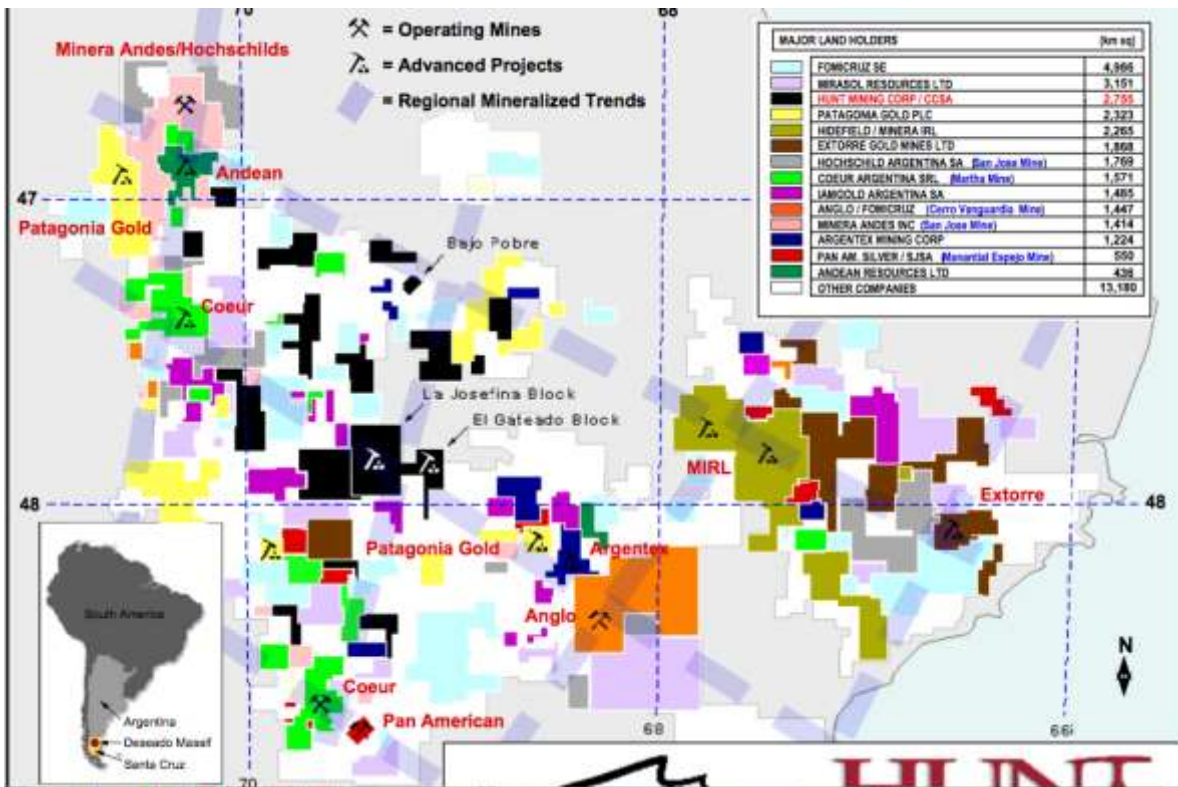 70
68
Minera Andes/Hochschilds
= Operating Mines
= Advanced Projects
= Regional Mineralized Trends
MAJOR LAND HOLDERS (km sq)
FOMICRUZ SE 4,966
MIRASOL RESOURCES LTD 3,151
HUNT MINING CORP / CCSA 2,755
PATAGONIA GOLD PLC 2,323
HIDEFIELD / MINERA IRL 2,265
EXTORRE GOLD MINES LTD 1,868
HOCHSCHILD ARGENTINA SA (San Jose Mine) 1,769
COEUR ARGENTINA SRL (Martha Mine) 1,571
IAMGOLD ARGENTINA SA 1,485
ANGLO / FOMICRUZ (Cerro Vanguardia Mine) 1,447
MINERA ANDES INC (San Jose Mine) 1,414
ARGENTEX MINING CORP 1,224
PAN AM. SILVER / SJSA (Manantial Espejo Mine) 550
ANDEAN RESOURCES LTD 436
OTHER COMPANIES 13,180
Andean
47
Patagonia Gold
Bajo Pobre
Coeur
La Josefina Block
El Gateado Block
MIRL
Extorre
48
48
Patagonia Gold
Argentex
Anglo
Coeur
Pan American
South America
Argentina
Deseado Massif
Santa Cruz
N
68
66
70
HUNT